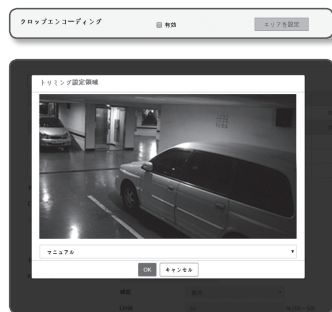 クロップエンコーディング
有効
エリアを設定
トリミング設定領域
マニュアル
OK
キャンセル